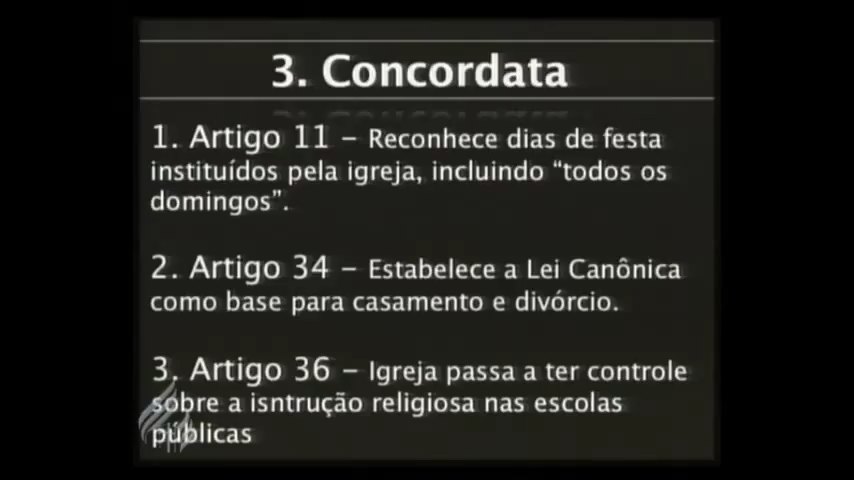 3. Concordata
1. Artigo 11 – Reconhece dias de festa
instituídos pela igreja, incluindo “todos os
domingos”.
2. Artigo 34 – Estabelece a Lei Canônica
como base para casamento e divórcio.
3. Artigo 36 – Igreja passa a ter controle
sobre a isntrução religiosa nas escolas
públicas